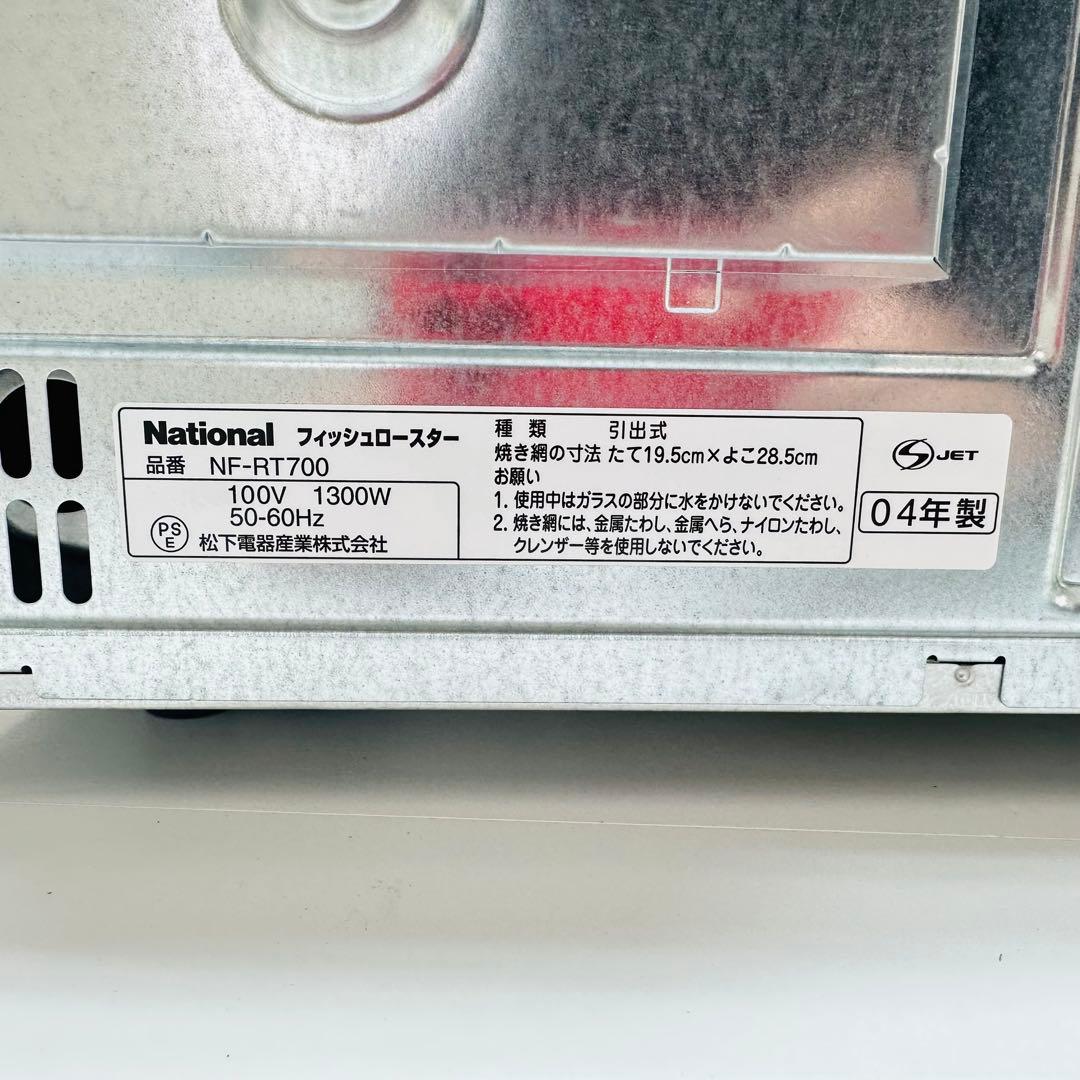 National フィッシュロースター
品番 NF-RT700
100V 1300W
50-60Hz
PS
E
松下電器産業株式会社
種類 引出式
焼き網の寸法 たて19.5cm×よこ28.5cm
お願い
1. 使用中はガラスの部分に水をかけないでください。
2. 焼き網には、金属たわし、金属へら、ナイロンたわし、
クレンザー等を使用しないでください。
S JET
04年製